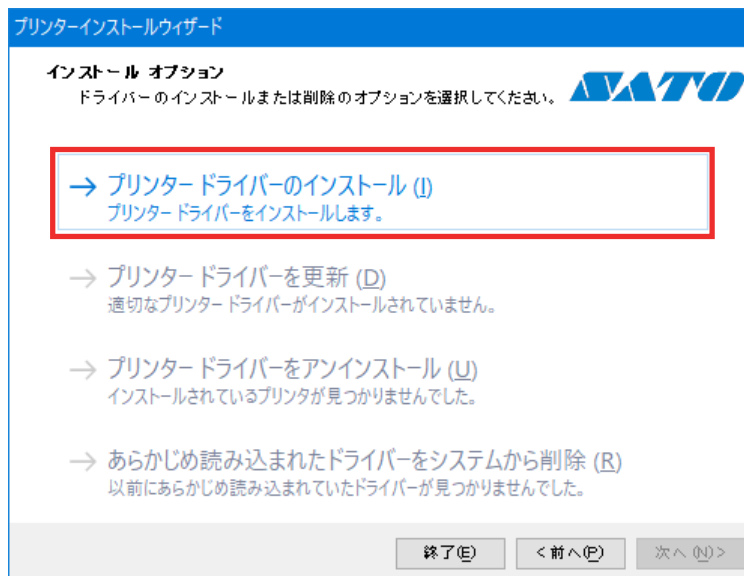 プリンターインストールウィザード
インストール オプション
ドライバーのインストールまたは削除のオプションを選択してください。
SATO
→ プリンター ドライバーのインストール (I)
プリンター ドライバーをインストールします。
→ プリンター ドライバーを更新 (D)
適切なプリンター ドライバーがインストールされていません。
→ プリンター ドライバーをアンインストール (U)
インストールされているプリンタが見つかりませんでした。
→ あらかじめ読み込まれたドライバーをシステムから削除 (R)
以前にあらかじめ読み込まれていたドライバーが見つかりませんでした。
終了(E) <前へ(P) 次へ(N)>